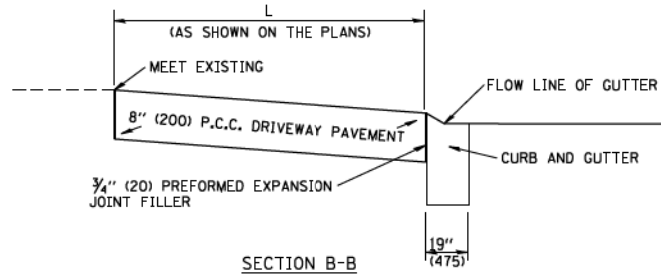 L
(AS SHOWN ON THE PLANS)
MEET EXISTING
FLOW LINE OF GUTTER
8" (200) P.C.C. DRIVEWAY PAVEMENT
CURB AND GUTTER
3/4" (20) PREFORMED EXPANSION
JOINT FILLER
19"
(475)
SECTION B-B